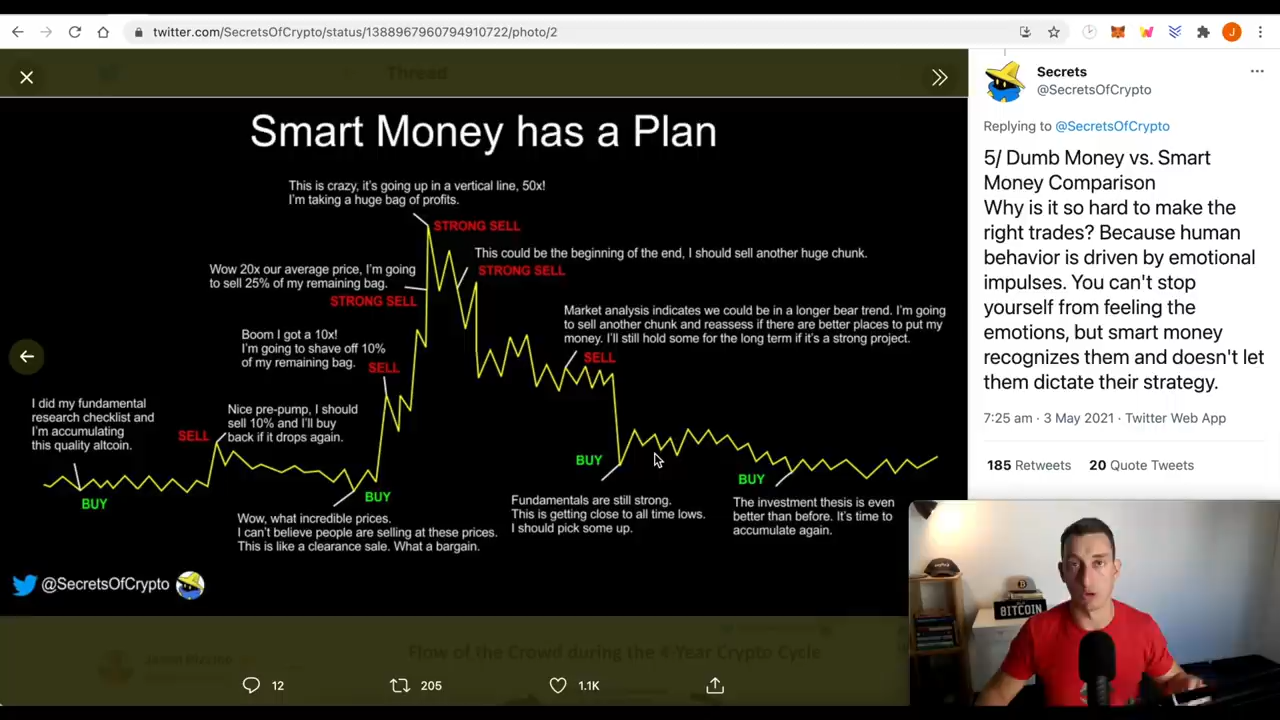 twitter.com/SecretsOfCrypto/status/1388967960794910722/photo/2
J
Thread
Smart Money has a Plan
This is crazy, it's going up in a vertical line, 50x!
I'm taking a huge bag of profits.
STRONG SELL
This could be the beginning of the end, I should sell another huge chunk.
STRONG SELL
Wow 20x our average price, I'm going
to sell 25% of my remaining bag.
STRONG SELL
Market analysis indicates we could be in a longer bear trend. I'm going
to sell another chunk and reassess if there are better places to put my
money. I'll still hold some for the long term if it's a strong project.
SELL
Boom I got a 10x!
I'm going to shave off 10%
of my remaining bag.
SELL
I did my fundamental
research checklist and
I'm accumulating
this quality altcoin.
BUY
SELL
Nice pre-pump, I should
sell 10% and I'll buy
back if it drops again.
BUY
Wow, what incredible prices.
I can't believe people are selling at these prices.
This is like a clearance sale. What a bargain.
BUY
Fundamentals are still strong.
This is getting close to all time lows.
I should pick some up.
BUY
The investment thesis is even
better than before. It's time to
accumulate again.
@SecretsOfCrypto
Flow of the Crowd during the 4-Year Crypto Cycle
12
205
1.1K
Secrets
@SecretsOfCrypto
Replying to @SecretsOfCrypto
5/ Dumb Money vs. Smart
Money Comparison
Why is it so hard to make the
right trades? Because human
behavior is driven by emotional
impulses. You can't stop
yourself from feeling the
emotions, but smart money
recognizes them and doesn't let
them dictate their strategy.
7:25 am · 3 May 2021 · Twitter Web App
185 Retweets 20 Quote Tweets
BITCOIN